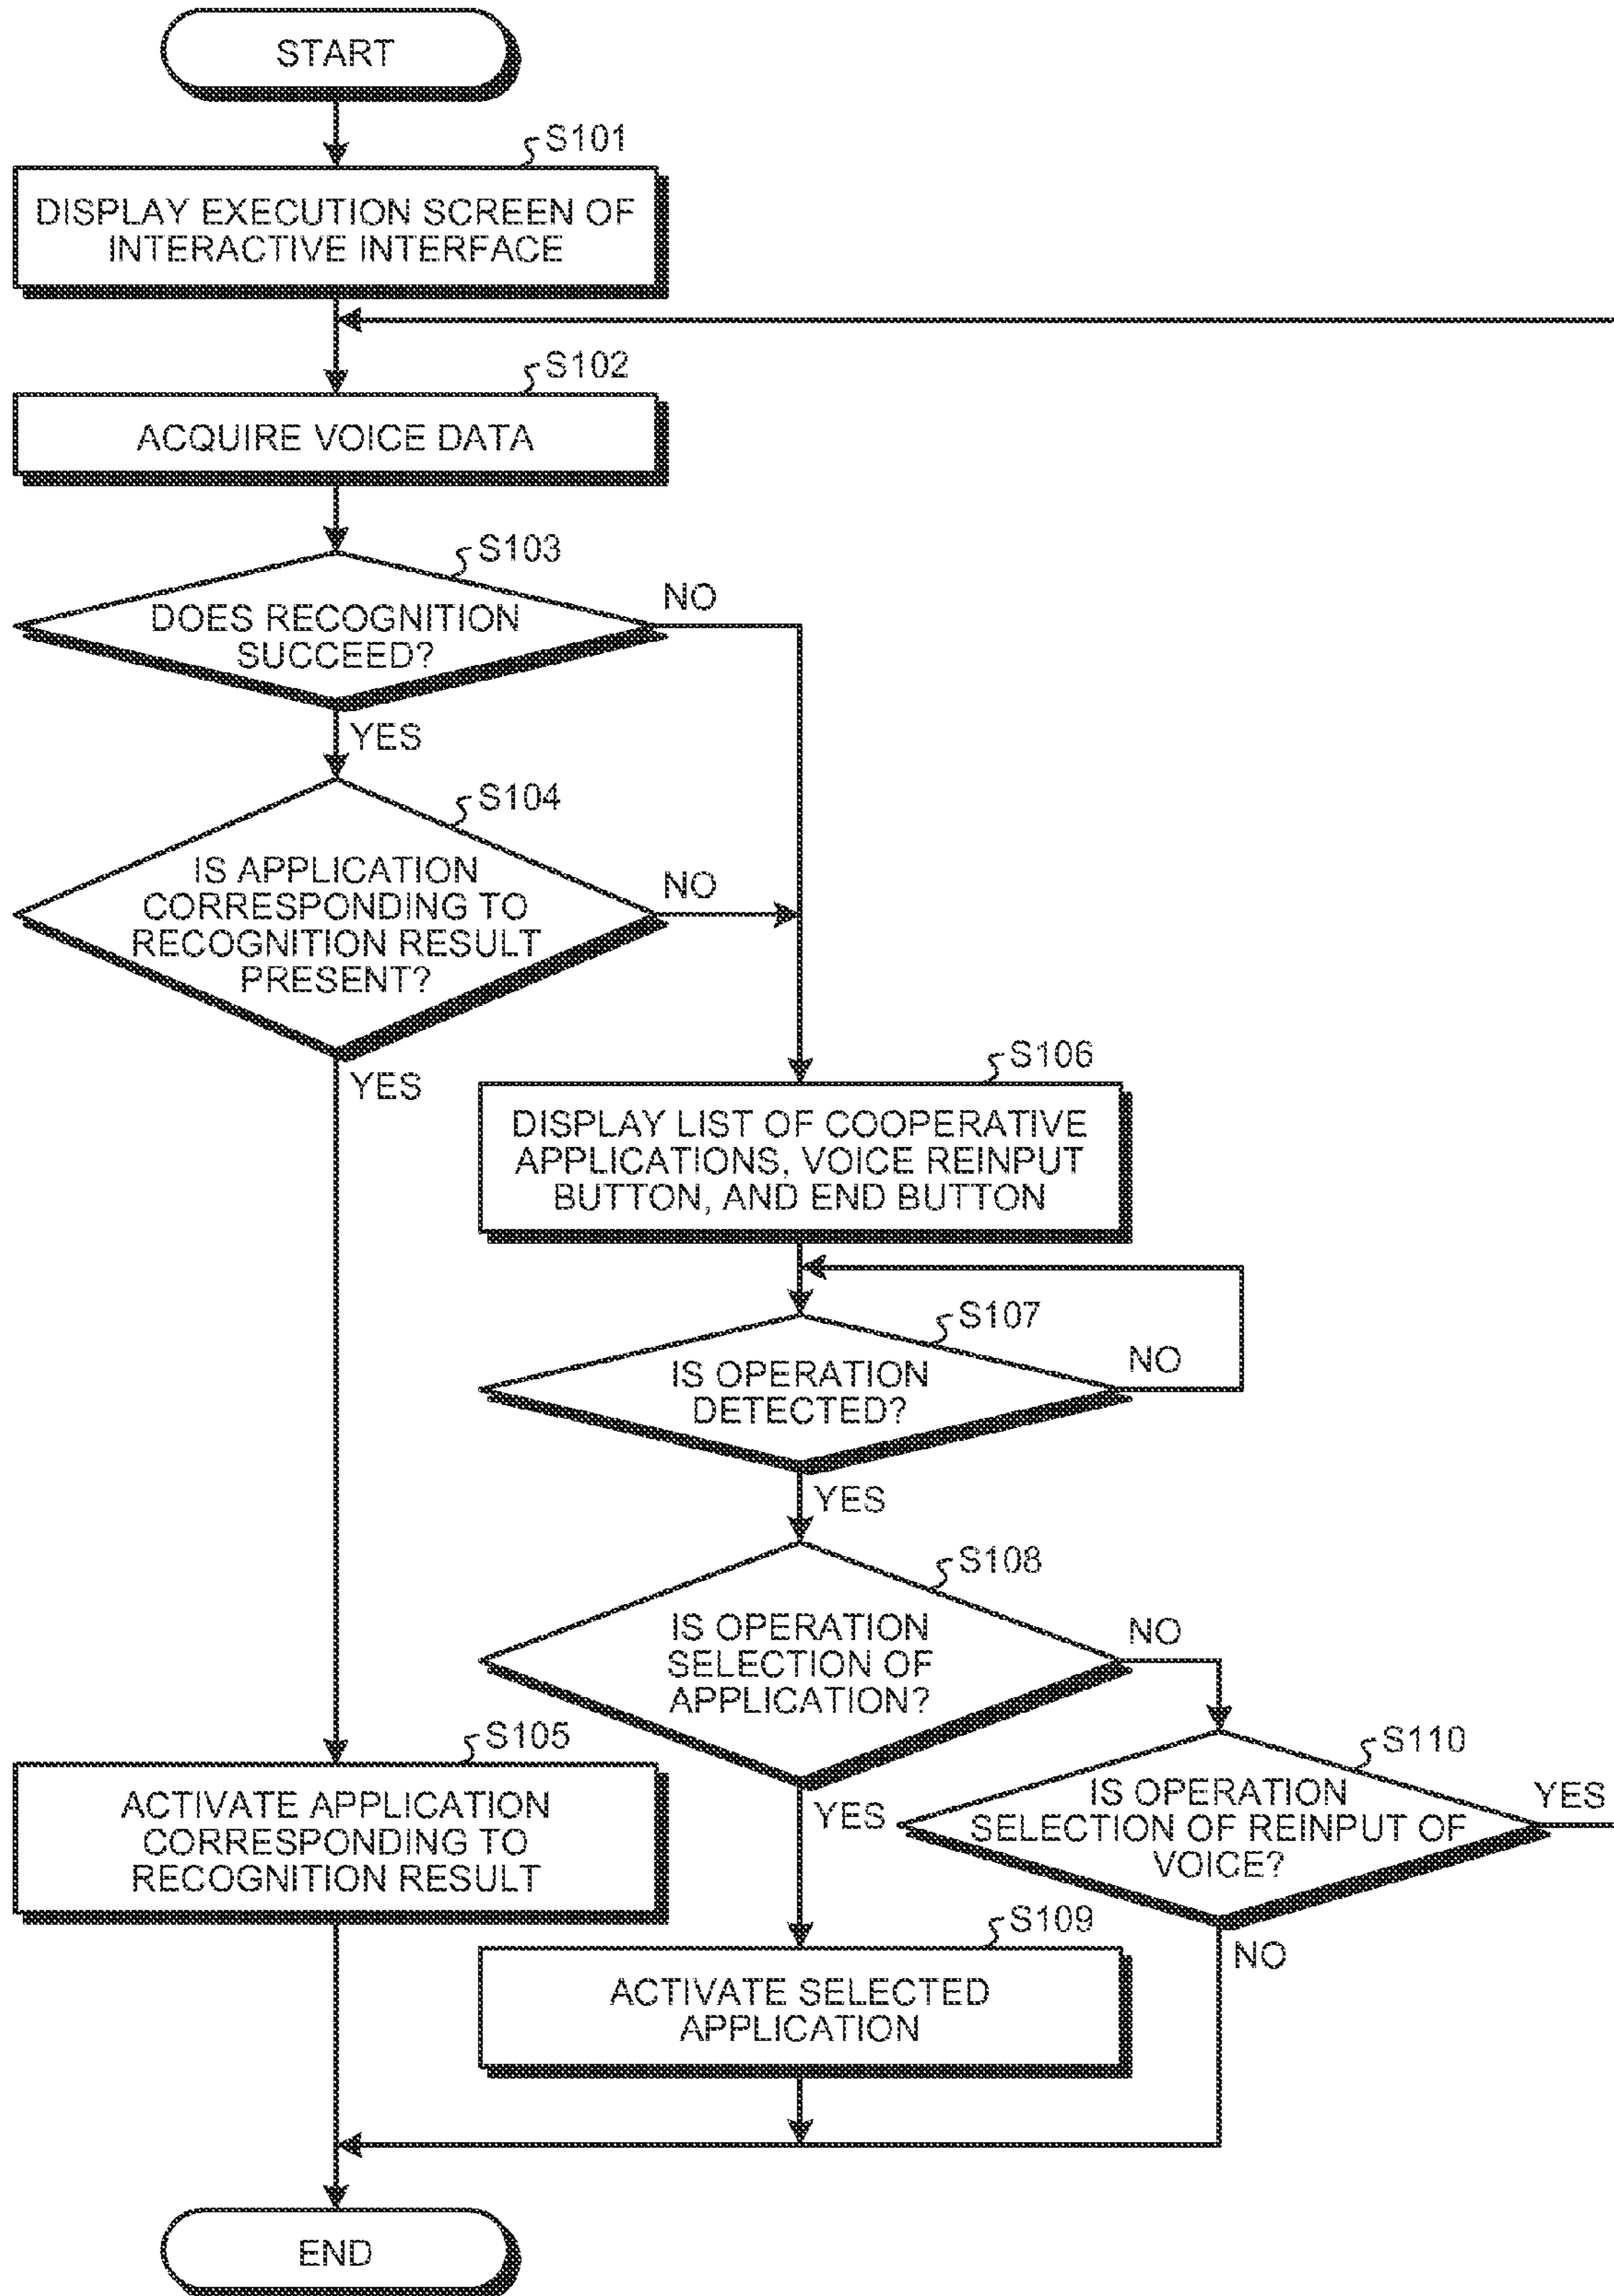 START
S101
DISPLAY EXECUTION SCREEN OF
INTERACTIVE INTERFACE
S102
ACQUIRE VOICE DATA
S103
DOES RECOGNITION
SUCCEED?
NO
YES
S104
IS APPLICATION
CORRESPONDING TO
RECOGNITION RESULT
PRESENT?
NO
YES
S106
DISPLAY LIST OF COOPERATIVE
APPLICATIONS, VOICE REINPUT
BUTTON, AND END BUTTON
S107
IS OPERATION
DETECTED?
NO
YES
S108
IS OPERATION
SELECTION OF
APPLICATION?
NO
YES
S105
ACTIVATE APPLICATION
CORRESPONDING TO
RECOGNITION RESULT
S110
IS OPERATION
SELECTION OF REINPUT OF
VOICE?
YES
NO
S109
ACTIVATE SELECTED
APPLICATION
END